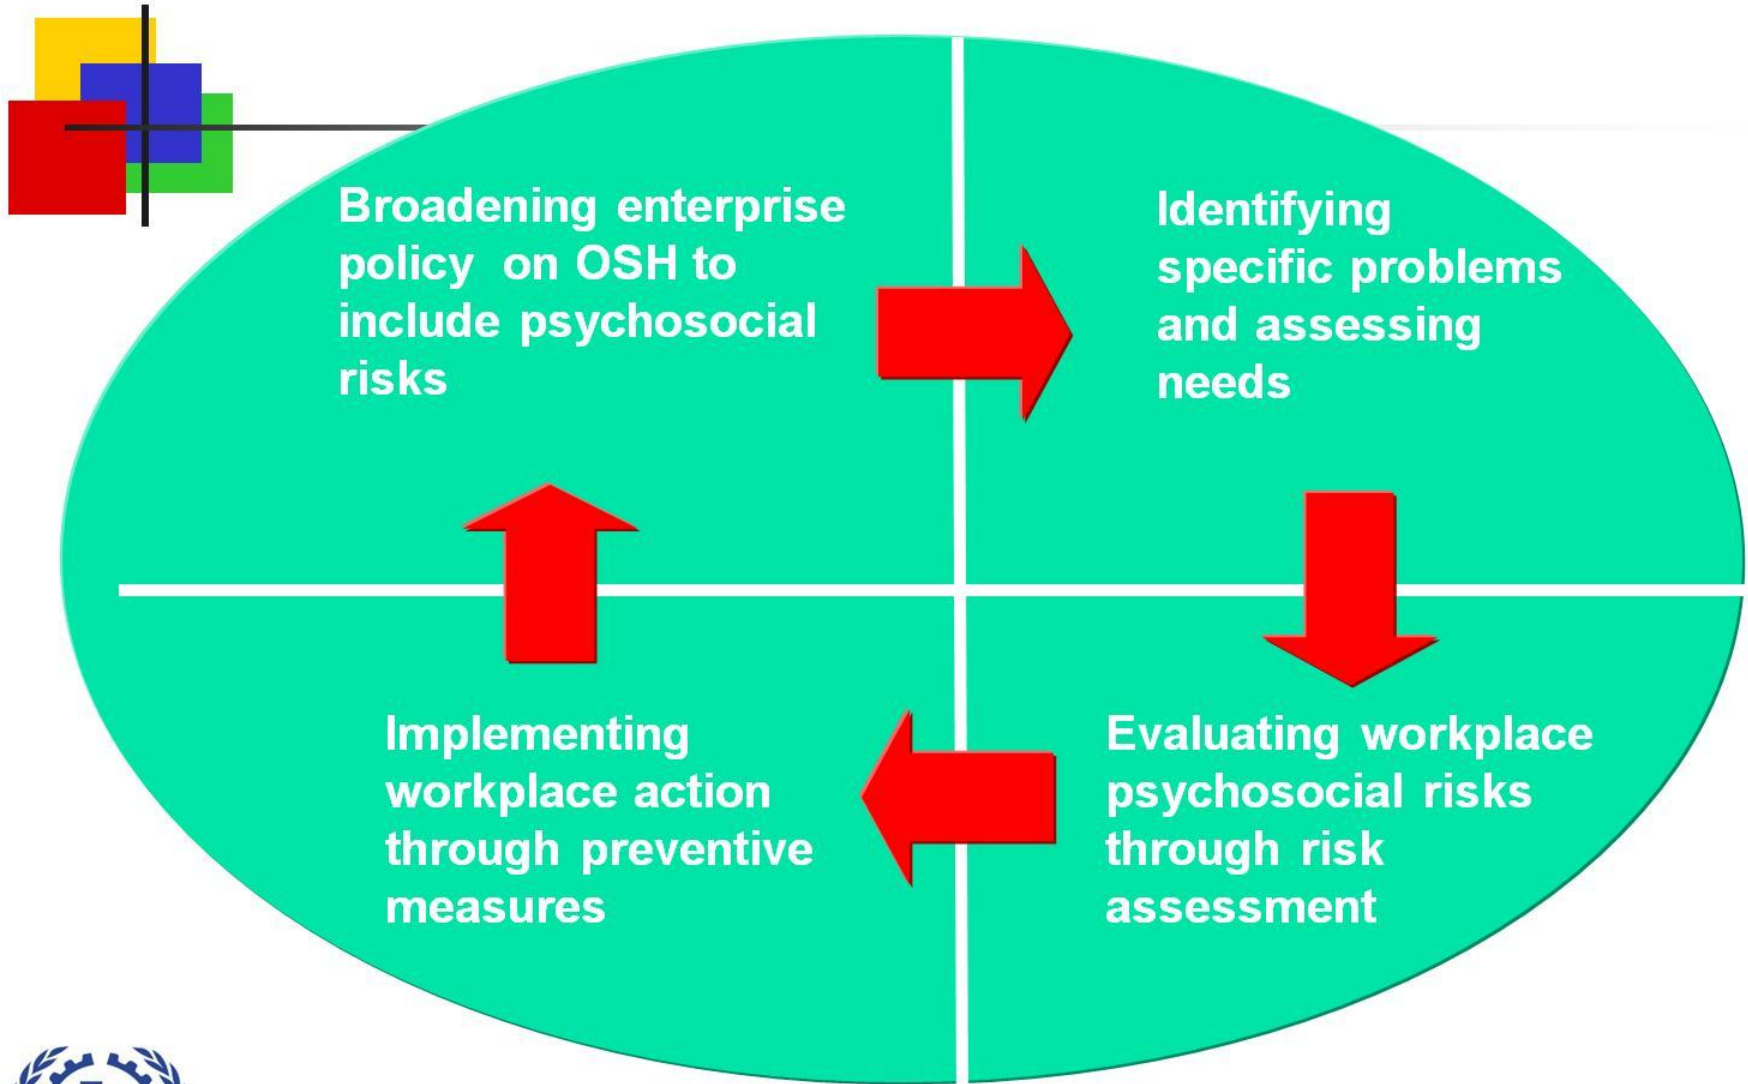 Broadening enterprise
policy on OSH to
include psychosocial
risks
Identifying
specific problems
and assessing
needs
Evaluating workplace
psychosocial risks
through risk
assessment
Implementing
workplace action
through preventive
measures